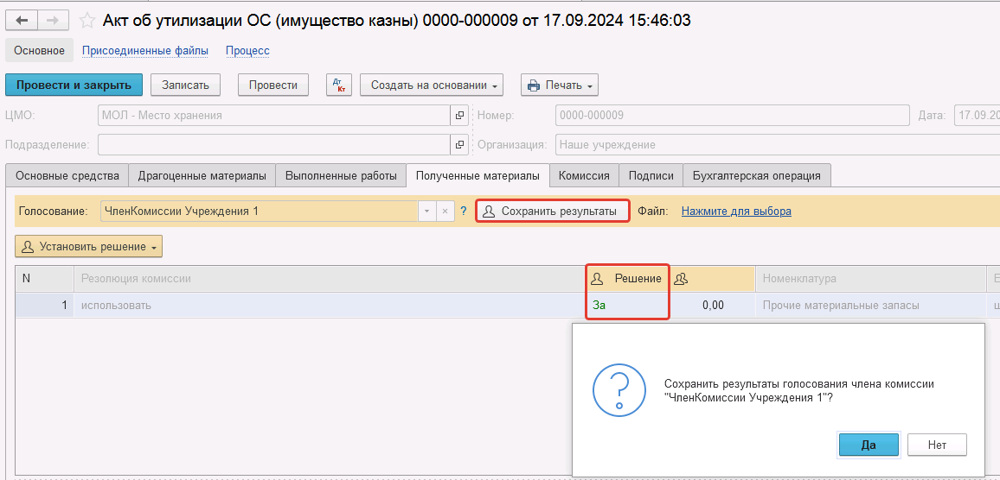 Акт об утилизации ОС (имущество казны) 0000-000009 от 17.09.2024 15:46:03
Основное Присоединенные файлы Процесс
Провести и закрыть Записать Провести Дт Кт Создать на основании Печать
ЦМО: МОЛ - Место хранения Номер: 0000-000009 Дата: 17.09.20
Подразделение: Организация: Наше учреждение
Основные средства Драгоценные материалы Выполненные работы Полученные материалы Комиссия Подписи Бухгалтерская операция
Голосование: ЧленКомиссии Учреждения 1 ? Сохранить результаты Файл: Нажмите для выбора
Установить решение
N Резолюция комиссии Решение Номенклатура
1 использовать За 0,00 Прочие материальные запасы
Сохранить результаты голосования члена комиссии
"ЧленКомиссии Учреждения 1"?
Да Нет